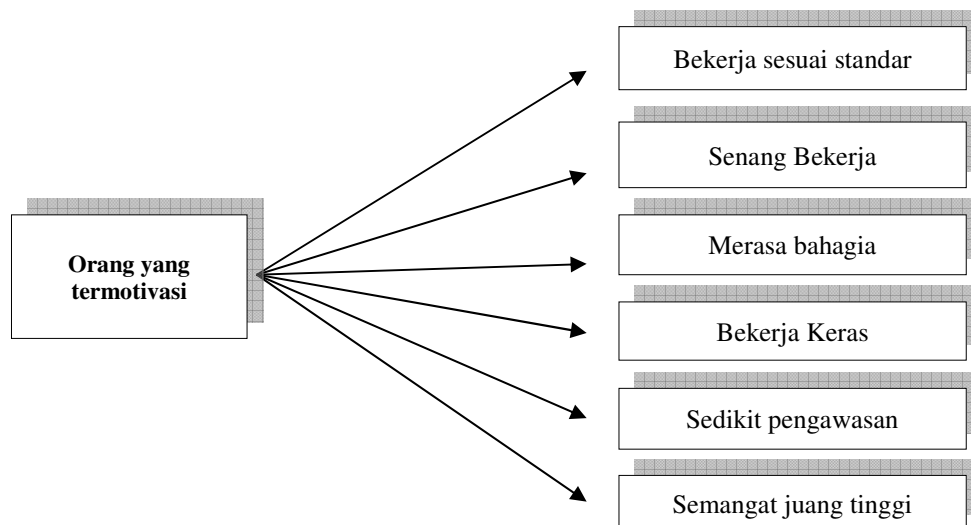 Orang yang
termotivasi
Bekerja sesuai standar
Senang Bekerja
Merasa bahagia
Bekerja Keras
Sedikit pengawasan
Semangat juang tinggi